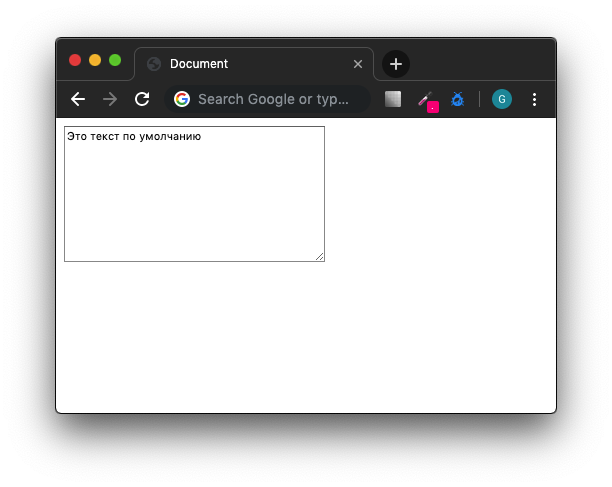 Document
Search Google or typ...
G
Это текст по умолчанию